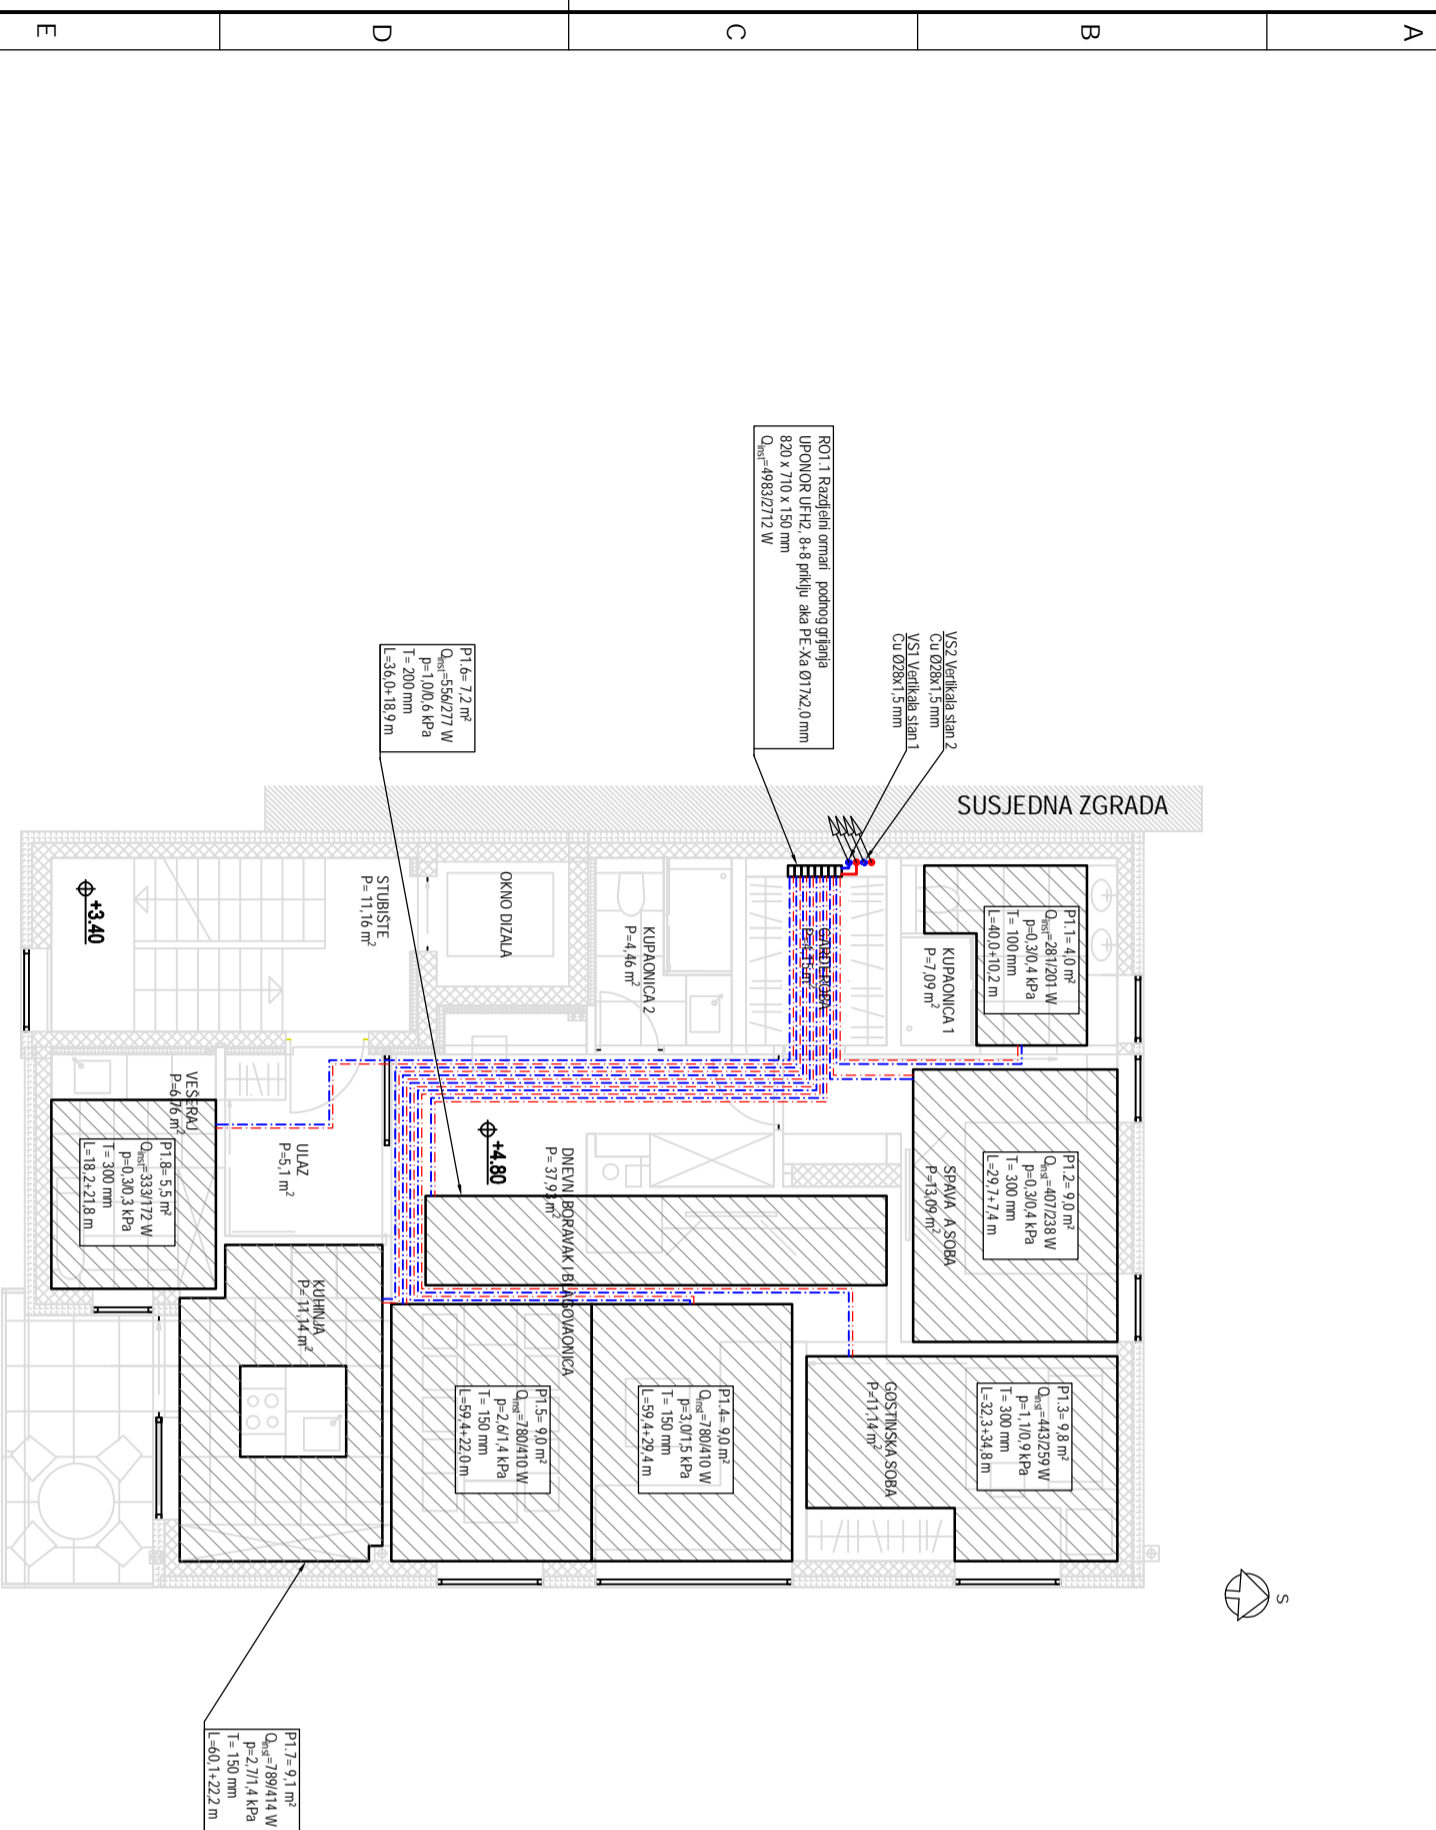 A
B
C
D
E
S
SUSJEDNA ZGRADA
VS2 Vertikala stan 2
Cu Ø28x1,5 mm
VS1 Vertikala stan 1
Cu Ø28x1,5 mm
RO1.1 Razdjelni ormari podnog grijanja
UPONOR UFH2, 8+8 priklju aka PE-Xa Ø17x2,0 mm
820 x 710 x 150 mm
Qinst=4983/2712 W
P1.6= 7,2 m²
Qinst=556/277 W
p=1,0/0,6 kPa
T= 200 mm
L=36,0+18,9 m
P1.1= 4,0 m²
Qinst=281/201 W
p=0,3/0,4 kPa
T= 100 mm
L=40,0+10,2 m
KUPAONICA 1
P=7,09 m²
GARDEROBA
KUPAONICA 2
P=4,46 m²
OKNO DIZALA
STUBIŠTE
P= 11,16 m²
+3.40
P1.2= 9,0 m²
Qinst=407/238 W
p=0,3/0,4 kPa
T= 300 mm
L=29,7+7,4 m
SPAVA A SOBA
P=13,09 m²
+4.80
DNEVNI BORAVAK I BLAGOVAONICA
P= 37,93 m²
ULAZ
P=5,1 m²
VEŠERAJ
P=6,76 m²
P1.8= 5,5 m²
Qinst=333/172 W
p=0,3/0,3 kPa
T= 300 mm
L=18,2+21,8 m
P1.3= 9,8 m²
Qinst=443/259 W
p=1,1/0,9 kPa
T= 300 mm
L=32,3+34,8 m
GOSTINSKA SOBA
P=11,14 m²
P1.4= 9,0 m²
Qinst=780/410 W
p=3,0/1,5 kPa
T= 150 mm
L=59,4+29,4 m
P1.5= 9,0 m²
Qinst=780/410 W
p=2,6/1,4 kPa
T= 150 mm
L=59,4+22,0 m
KUHINJA
P= 11,14 m²
P1.7= 9,1 m²
Qinst=789/414 W
p=2,7/1,4 kPa
T= 150 mm
L=60,1+22,2 m